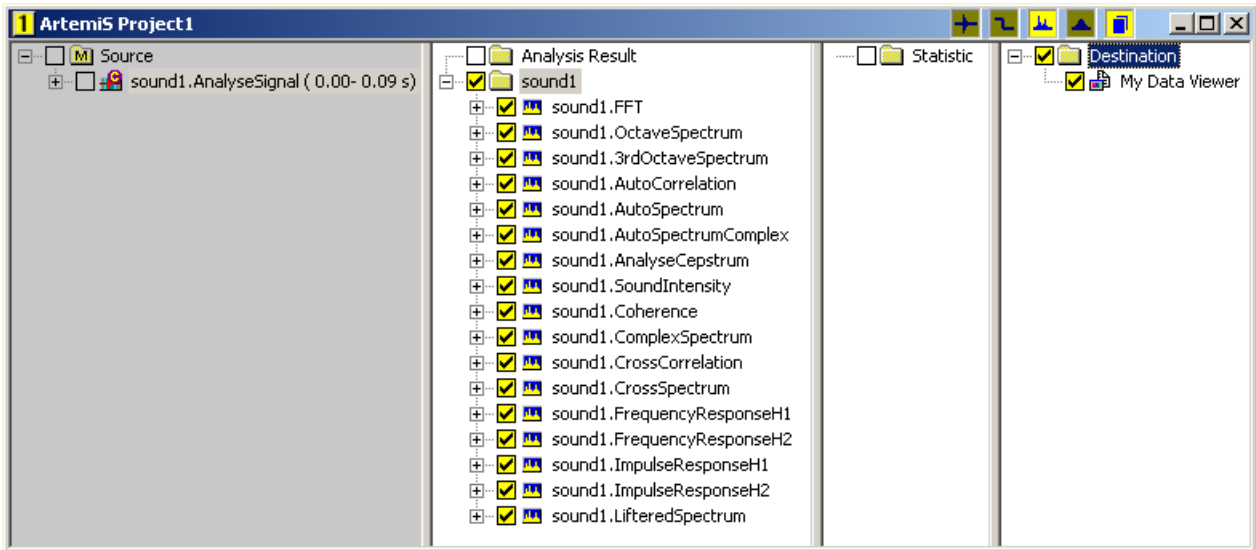 1 ArtemiS Project1
M Source
sound1.AnalyseSignal ( 0.00- 0.09 s)
Analysis Result
sound1
sound1.FFT
sound1.OctaveSpectrum
sound1.3rdOctaveSpectrum
sound1.AutoCorrelation
sound1.AutoSpectrum
sound1.AutoSpectrumComplex
sound1.AnalyseCepstrum
sound1.SoundIntensity
sound1.Coherence
sound1.ComplexSpectrum
sound1.CrossCorrelation
sound1.CrossSpectrum
sound1.FrequencyResponseH1
sound1.FrequencyResponseH2
sound1.ImpulseResponseH1
sound1.ImpulseResponseH2
sound1.LifteredSpectrum
Statistic
Destination
My Data Viewer